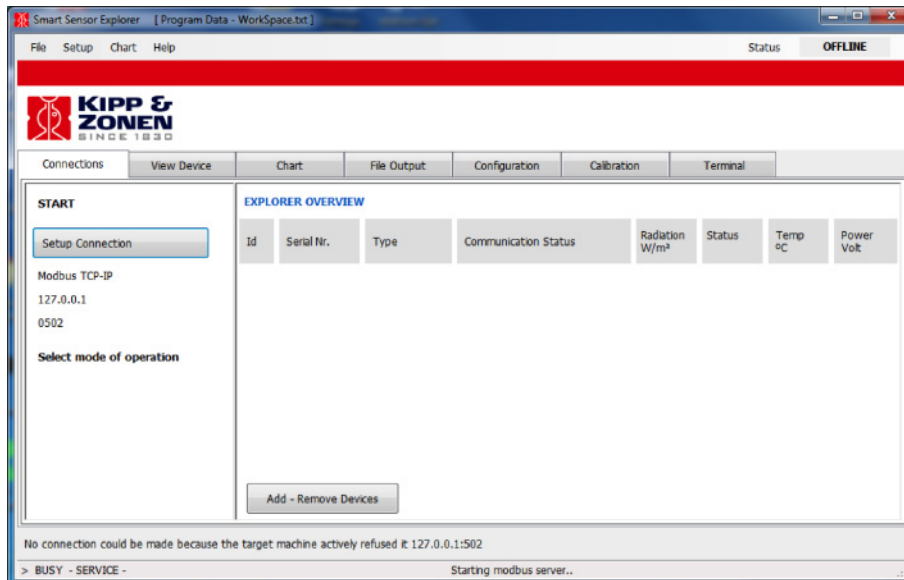 Smart Sensor Explorer [ Program Data - WorkSpace.txt ]
File Setup Chart Help Status OFFLINE
KIPP &
ZONEN
SINCE 1830
Connections View Device Chart File Output Configuration Calibration Terminal
START
Setup Connection
Modbus TCP-IP
127.0.0.1
0502
Select mode of operation
EXPLORER OVERVIEW
Id Serial Nr. Type Communication Status Radiation W/m² Status Temp ºC Power Volt
Add - Remove Devices
No connection could be made because the target machine actively refused it 127.0.0.1:502
> BUSY - SERVICE - Starting modbus server..